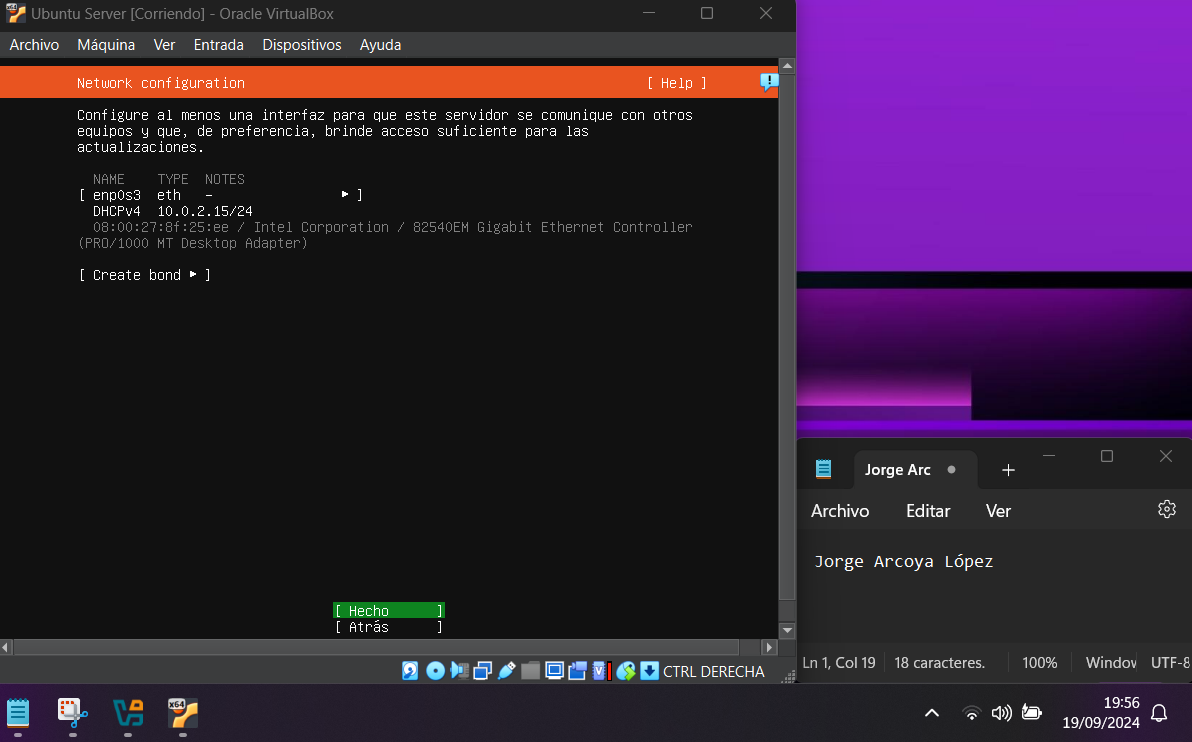 Ubuntu Server [Corriendo] - Oracle VirtualBox
Archivo Máquina Ver Entrada Dispositivos Ayuda
Network configuration [ Help ]
Configure al menos una interfaz para que este servidor se comunique con otros
equipos y que, de preferencia, brinde acceso suficiente para las
actualizaciones.
NAME TYPE NOTES
[ enp0s3 eth - ▸ ]
DHCPv4 10.0.2.15/24
08:00:27:8f:25:ee / Intel Corporation / 82540EM Gigabit Ethernet Controller
(PRO/1000 MT Desktop Adapter)
[ Create bond ▸ ]
[ Hecho ]
[ Atrás ]
CTRL DERECHA
Jorge Arc
Archivo Editar Ver
Jorge Arcoya López
Ln 1, Col 19 18 caracteres. 100% Window UTF-8
x64
19:56
19/09/2024